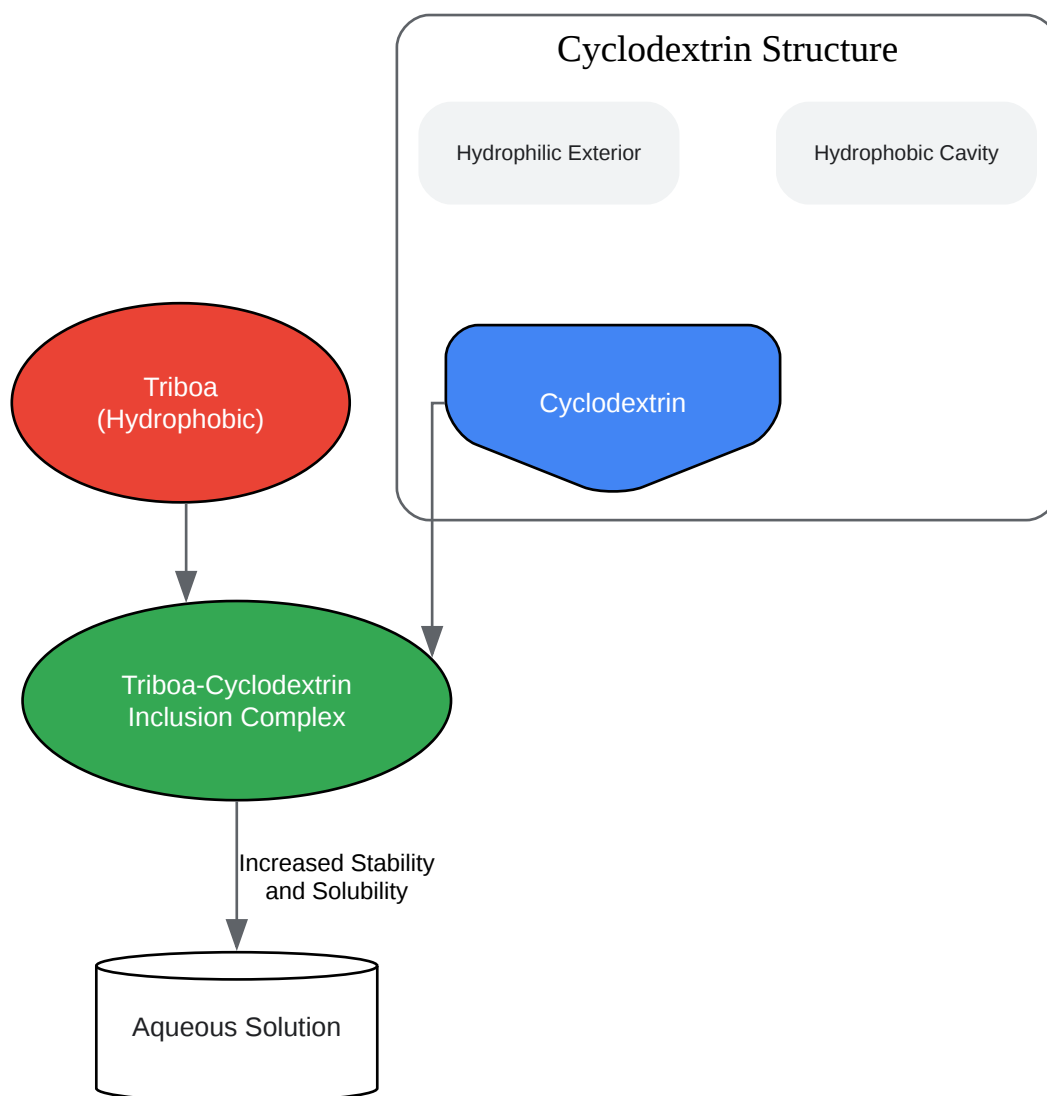 Cyclodextrin Structure
Hydrophilic Exterior
Hydrophobic Cavity
Triboa
(Hydrophobic)
Cyclodextrin
Triboa-Cyclodextrin
Inclusion Complex
Increased Stability
and Solubility
Aqueous Solution